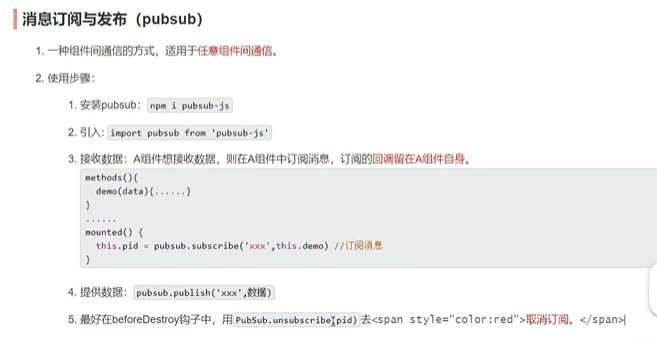 消息订阅与发布（pubsub）
1. 一种组件间通信的方式，适用于任意组件间通信。
2. 使用步骤：
1. 安装pubsub：npm i pubsub-js
2. 引入: import pubsub from 'pubsub-js'
3. 接收数据：A组件想接收数据，则在A组件中订阅消息，订阅的回调留在A组件自身。
methods(){
demo(data){......}
}
......
mounted() {
this.pid = pubsub.subscribe('xxx',this.demo) //订阅消息
}
4. 提供数据：pubsub.publish('xxx',数据)
5. 最好在beforeDestroy钩子中，用PubSub.unsubscribe(pid)去<span style="color:red">取消订阅。</span>